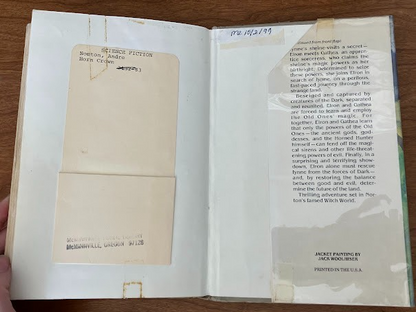 SCIENCE FICTION
Norton, Andre
Horn Crown
MCMINNVILLE, OREGON 97128
(continued from front flap)
Tyrone's shrine visits a secret—
Elron meets Gathea, an appren-
tice sorceress, who claims the
shrine's magic powers as her
birthright. Determined to seize
these powers, she joins Elron in
search of home, on a perilous,
fast-paced journey through the
strange land.
Besieged and captured by
creatures of the Dark, separated
and reunited, Elron and Gathea
are forced to learn and employ
the Old Ones' magic. For
together, Elron and Gathea learn
that only the powers of the Old
Ones—the ancient gods, god-
desses, and the Horned Hunter
himself—can fend off the magi-
cal sirens and other life-threat-
ening powers of evil. Finally, in a
surprising and terrifying show-
down, Elron alone must rescue
Iynne from the forces of Dark—
and, by restoring the balance
between good and evil, deter-
mine the future of the land.
Thrilling adventure set in Nor-
ton's famed Witch World.
JACKET PAINTING BY
JACK WOOLHISER
PRINTED IN THE U.S.A.